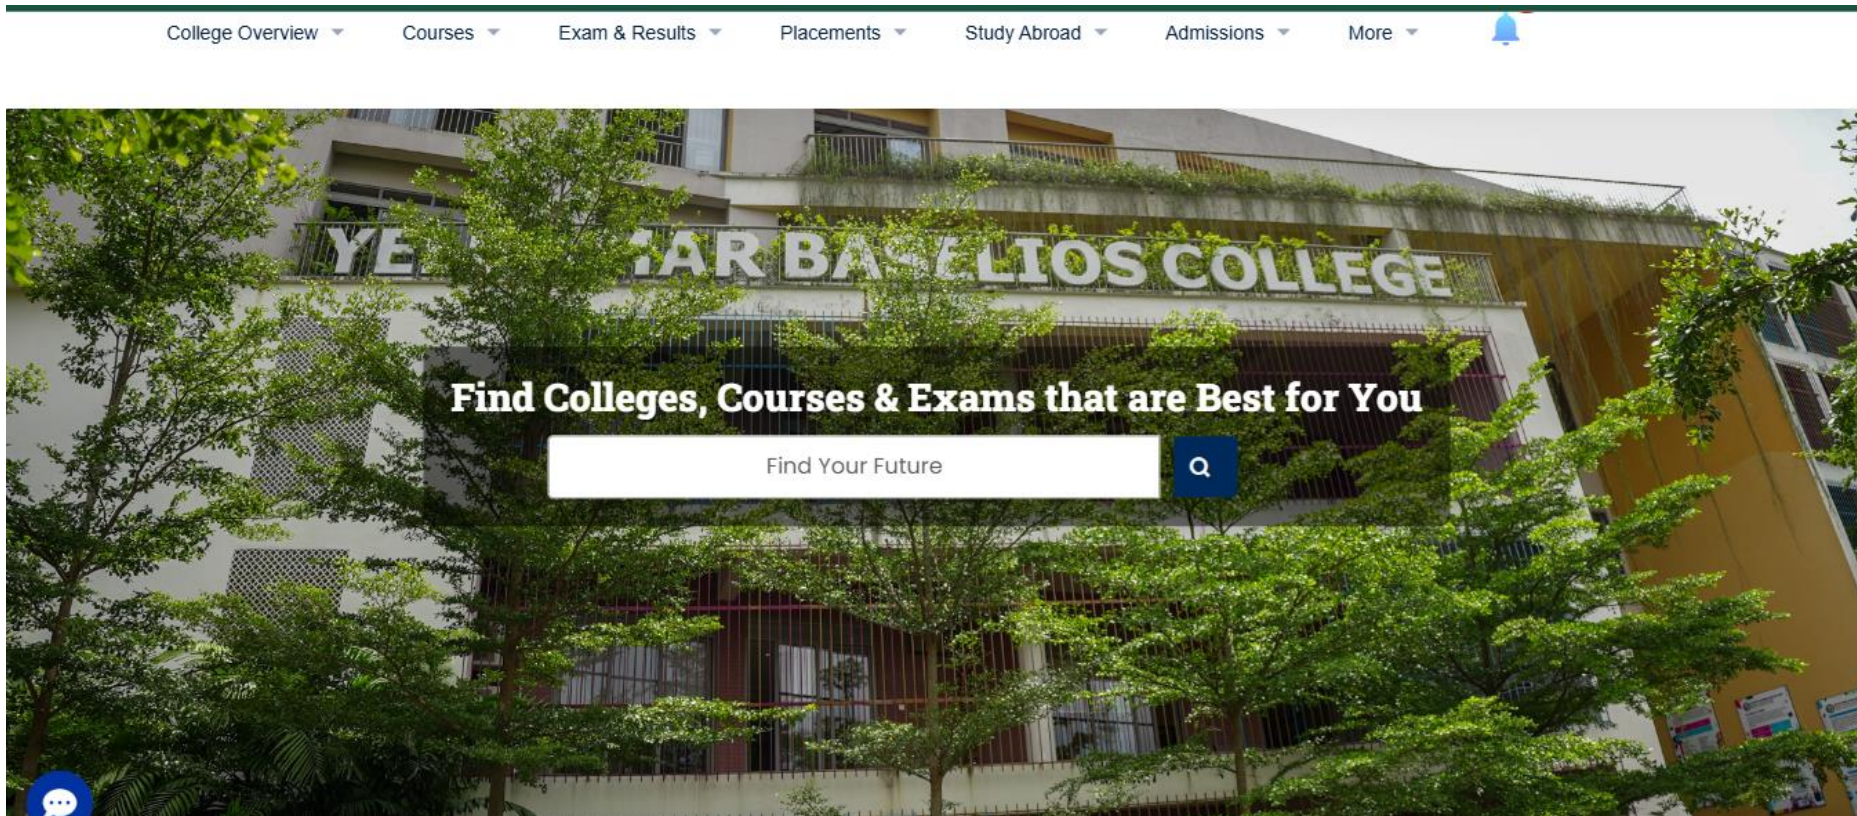 College Overview
Courses
Exam & Results
Placements
Study Abroad
Admissions
More
BASELIOS COLLEGE
Find Colleges, Courses & Exams that are Best for You
Find Your Future